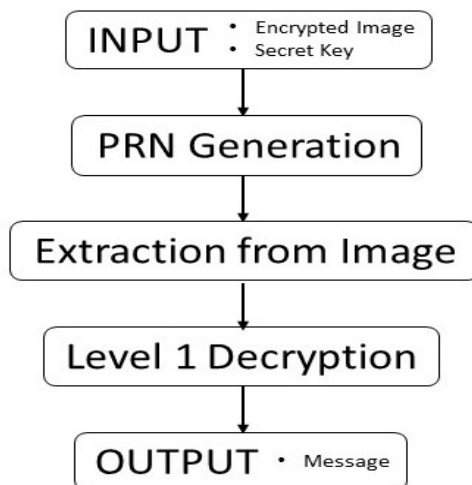 INPUT
• Encrypted Image
• Secret Key
PRN Generation
Extraction from Image
Level 1 Decryption
OUTPUT • Message